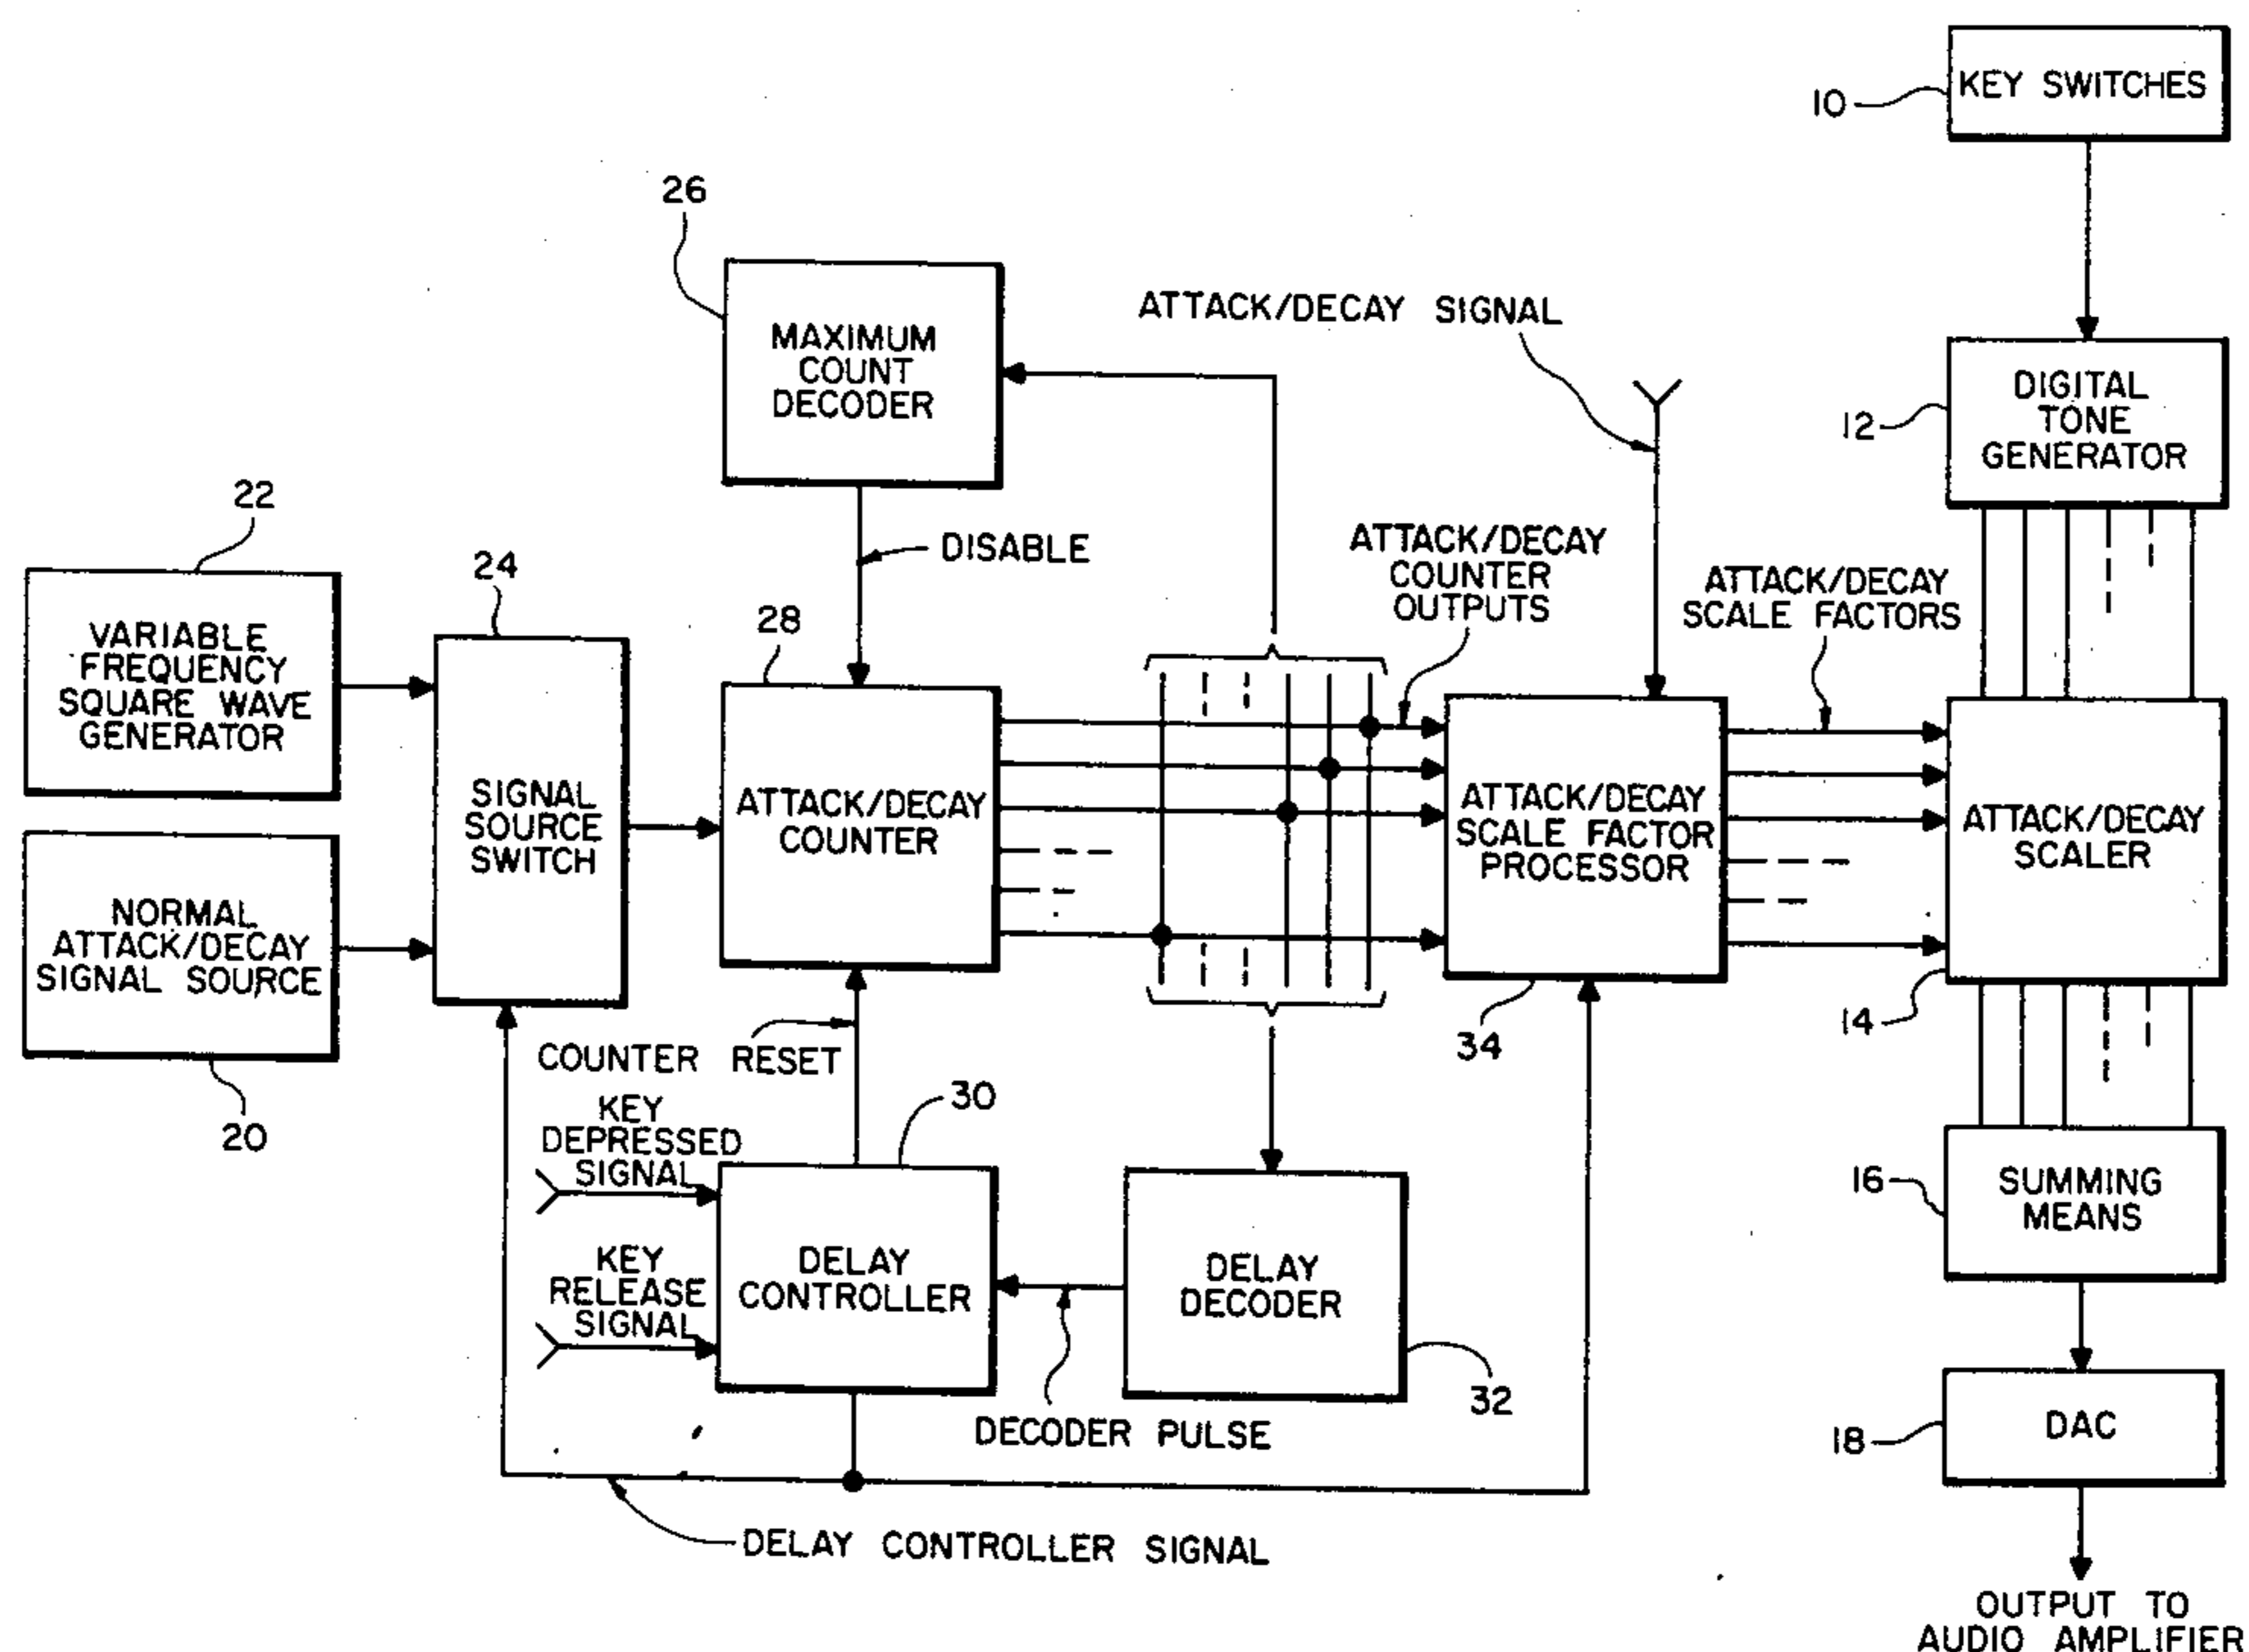 10
KEY SWITCHES
26
MAXIMUM
COUNT
DECODER
ATTACK/DECAY SIGNAL
12
DIGITAL
TONE
GENERATOR
22
VARIABLE
FREQUENCY
SQUARE WAVE
GENERATOR
24
SIGNAL
SOURCE
SWITCH
DISABLE
28
ATTACK/DECAY
COUNTER
ATTACK/DECAY
COUNTER
OUTPUTS
ATTACK/DECAY
SCALE FACTORS
NORMAL
ATTACK/DECAY
SIGNAL SOURCE
20
ATTACK/DECAY
SCALE FACTOR
PROCESSOR
34
ATTACK/DECAY
SCALER
14
COUNTER RESET
KEY
DEPRESSED
SIGNAL
30
KEY
RELEASE
SIGNAL
DELAY
CONTROLLER
DELAY
DECODER
32
DECODER PULSE
DELAY CONTROLLER SIGNAL
16
SUMMING
MEANS
18
DAC
OUTPUT TO
AUDIO AMPLIFIER